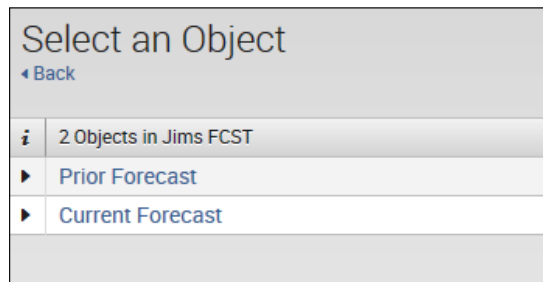 Select an Object
Back
i 2 Objects in Jims FCST
Prior Forecast
Current Forecast